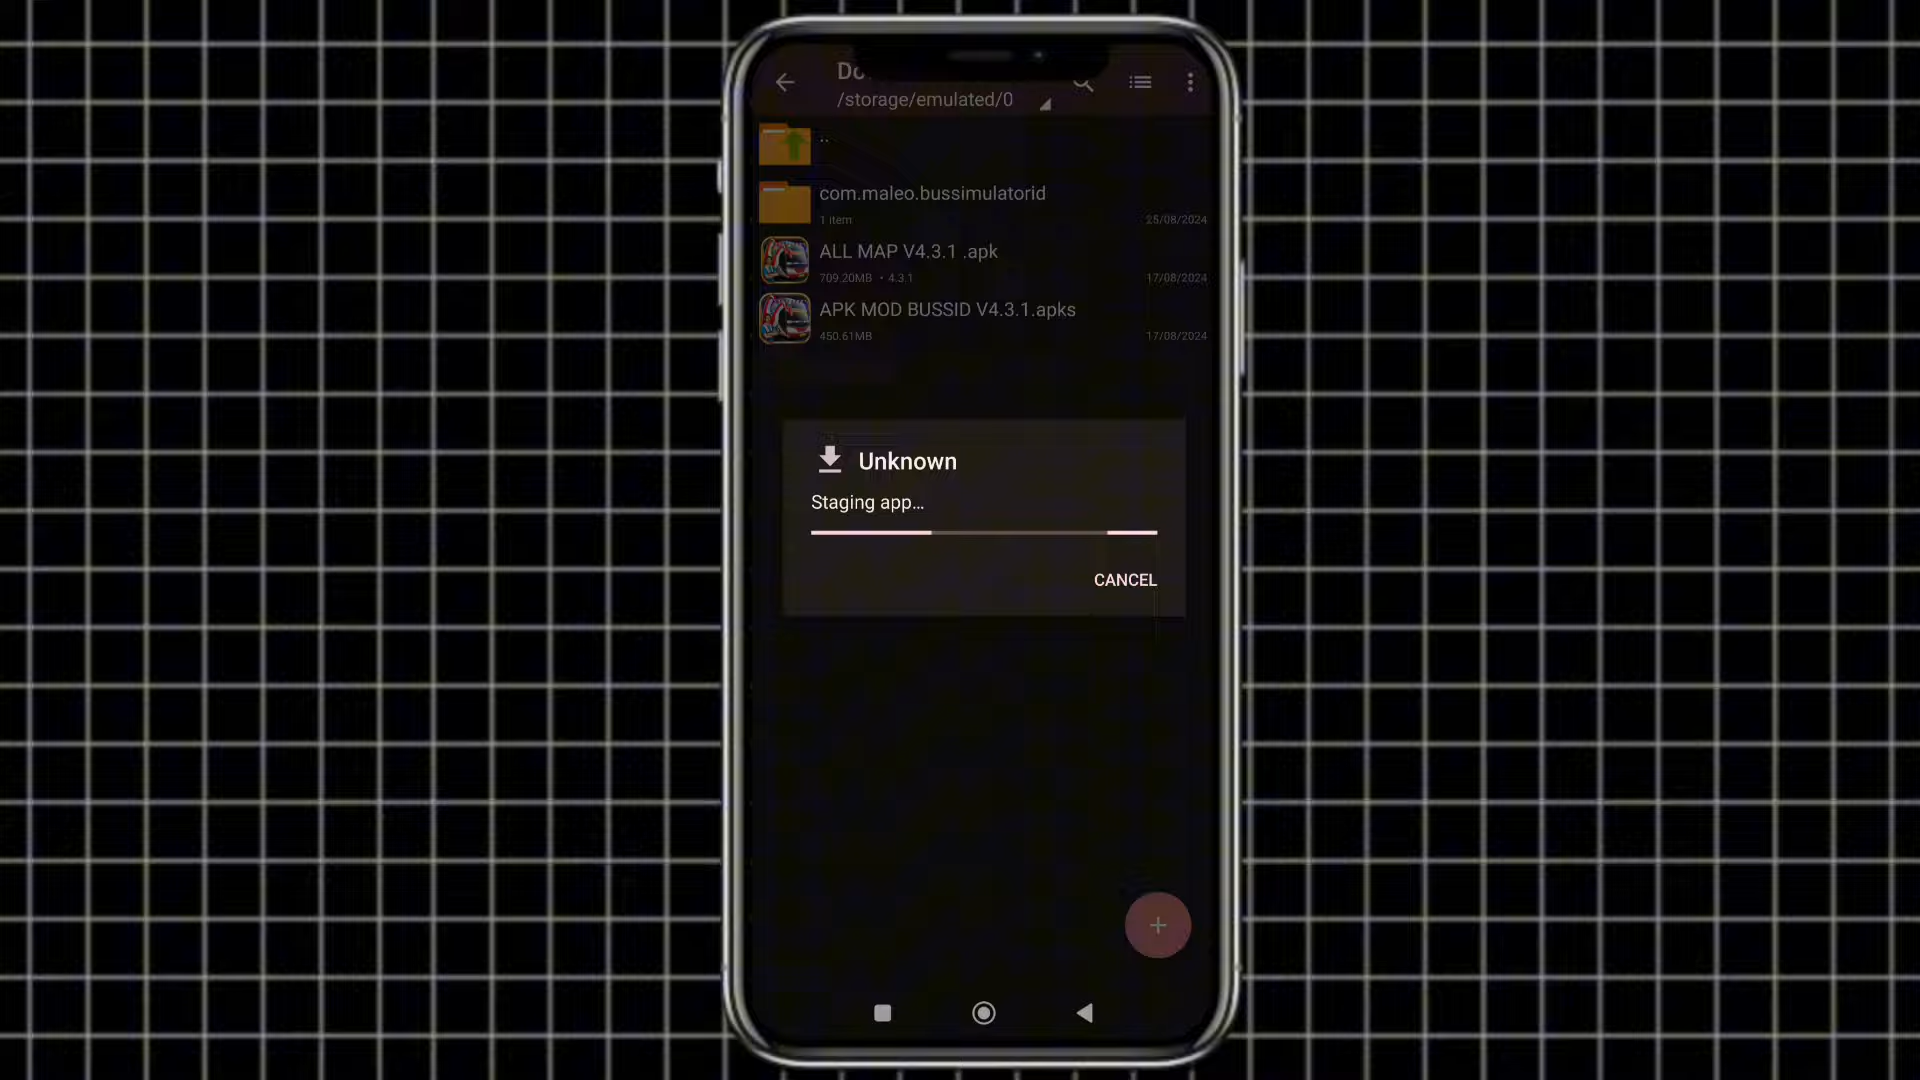 Do
/storage/emulated/0
..
com.maleo.bussimulatorid
1 item
25/08/2024
ALL MAP V4.3.1 .apk
709.20MB • 4.3.1
17/08/2024
APK MOD BUSSID V4.3.1.apks
450.61MB
17/08/2024
Unknown
Staging app...
CANCEL